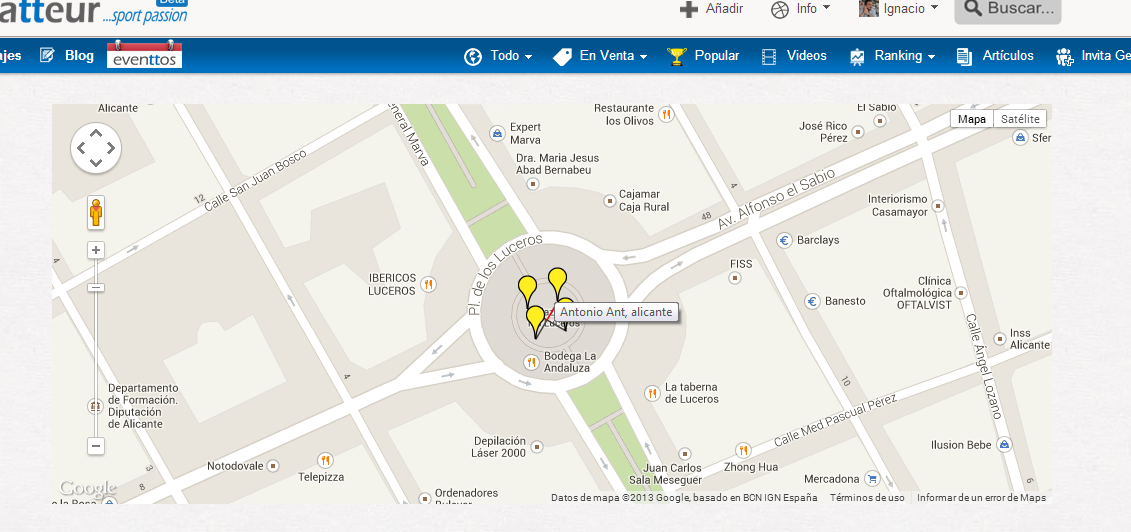 atteur
Beta
...sport passion
Añadir
Info
Ignacio
Buscar...
ajes
Blog
eventtos
Todo
En Venta
Popular
Videos
Ranking
Artículos
Invita Ge
Alicante
General Marva
Restaurante
los Olivos
El Sabio
José Rico
Pérez
Mapa
Satélite
Sfer
Expert
Marva
Dra. Maria Jesus
Abad Bernabeu
12
Calle San Juan Bosco
Cajamar
Caja Rural
4
48
Av. Alfonso el Sabio
Interiorismo
Casamayor
Barclays
Pl. de los Luceros
IBERICOS
LUCEROS
FISS
Clínica
Oftalmológica
OFTALVIST
Banesto
Antonio Ant, alicante
Luceros
Inss
Alicante
Bodega La
Andaluza
4
10
Calle Ángel Lozano
Departamento
de Formación.
Diputación
de Alicante
La taberna
de Luceros
Calle Med Pascual Pérez
Depilación
Láser 2000
Ilusion Bebe
Notodovale
Telepizza
3
8
Juan Carlos
Sala Meseguer
Zhong Hua
Mercadona
6
Google
Ordenadores
Datos de mapa ©2013 Google, basado en BCN IGN España
Términos de uso
Informar de un error de Maps